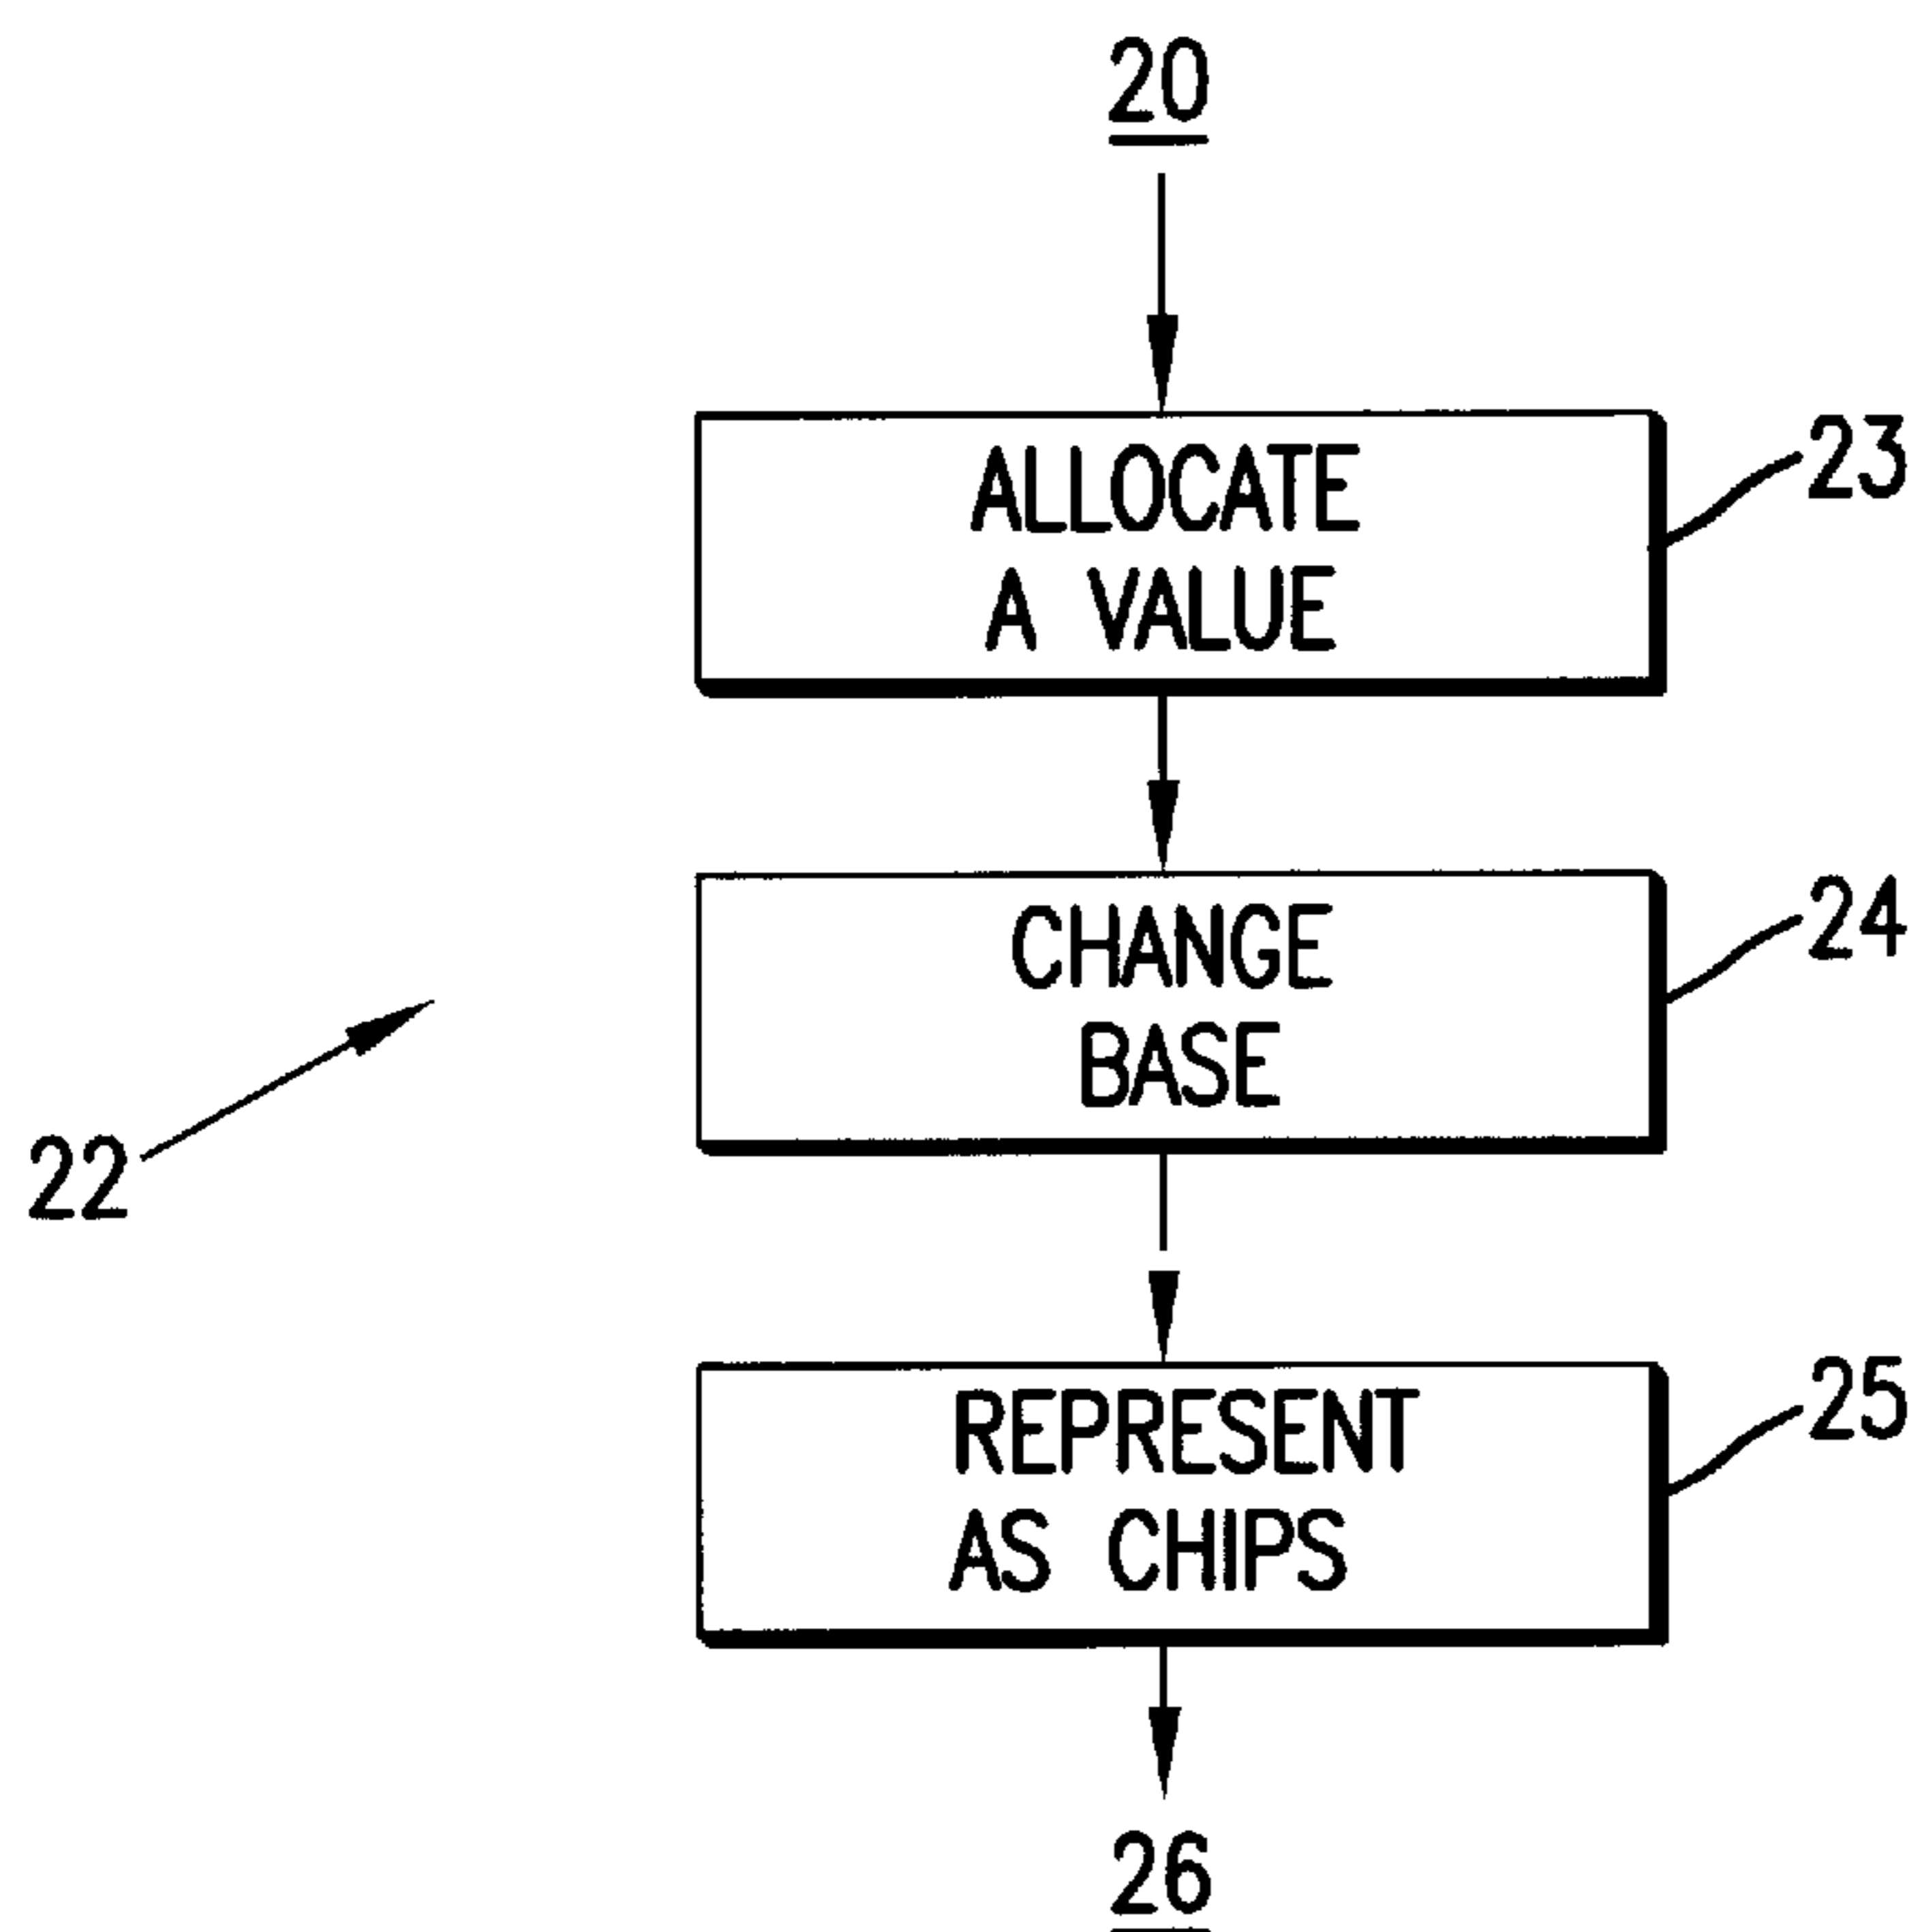 20
ALLOCATE
A VALUE
23
CHANGE
BASE
24
22
REPRESENT
AS CHIPS
25
26